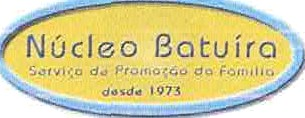 Núcleo Batuíra
Serviço de Promoção da Família
desde 1973